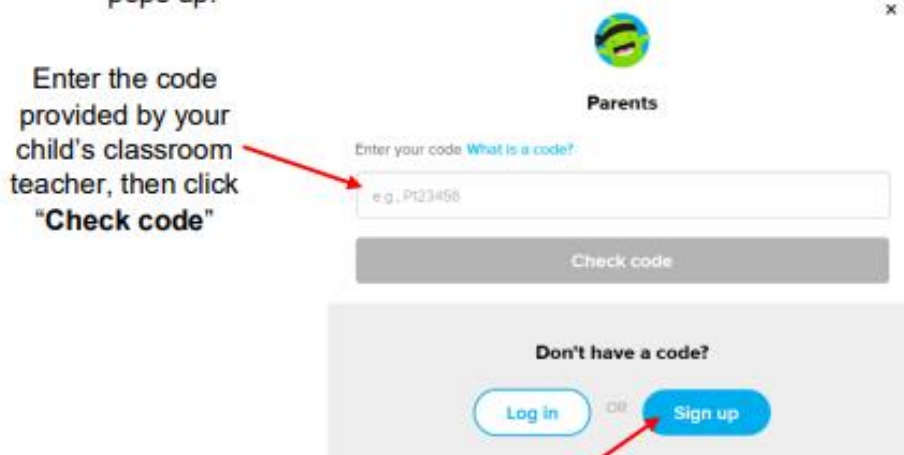 pops up.
Enter the code
provided by your
child's classroom
teacher, then click
"Check code"
×
Parents
Enter your code What is a code?
e.g., P123456
Check code
Don't have a code?
Log in OR Sign up